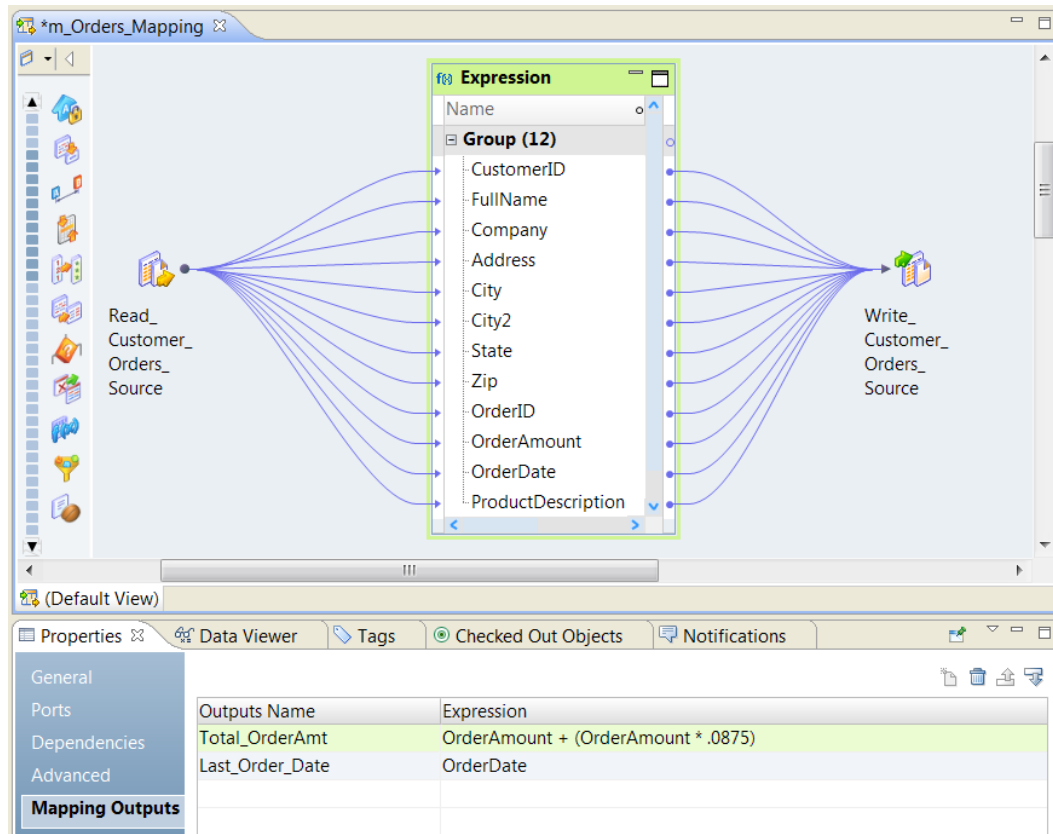 *m_Orders_Mapping
f(x) Expression
Name
Group (12)
CustomerID
FullName
Company
Address
City
City2
State
Zip
OrderID
OrderAmount
OrderDate
ProductDescription
Read_
Customer_
Orders_
Source
Write_
Customer_
Orders_
Source
f(x)
(Default View)
Properties Data Viewer Tags Checked Out Objects Notifications
General
Ports
Dependencies
Advanced
Mapping Outputs
Outputs Name Expression
Total_OrderAmt OrderAmount + (OrderAmount * .0875)
Last_Order_Date OrderDate